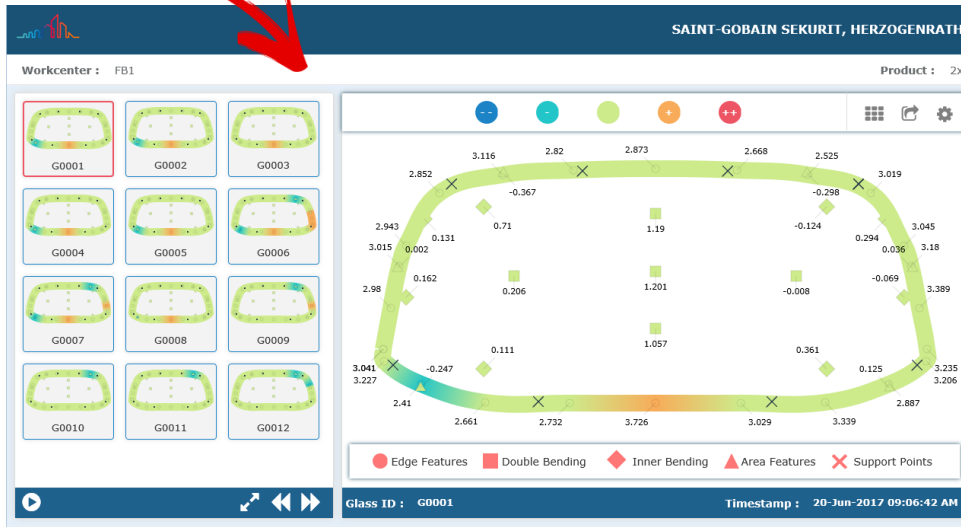 SAINT-GOBAIN SEKURIT, HERZOGENRATH
Workcenter : FB1
Product : 2x
G0001 G0002 G0003
G0004 G0005 G0006
G0007 G0008 G0009
G0010 G0011 G0012
-- - + ++
3.116 2.82 2.873 2.668 2.525
2.852 3.019
-0.367 -0.298
2.943 0.71 1.19 -0.124 3.045
0.131 0.294
3.015 0.002 0.036 3.18
0.162 -0.069
2.98 0.206 1.201 -0.008 3.389
1.057
0.111 0.361
3.041 -0.247 0.125 3.235
3.227 3.206
2.41 2.887
2.661 2.732 3.726 3.029 3.339
Edge Features Double Bending Inner Bending Area Features Support Points
Glass ID : G0001
Timestamp : 20-Jun-2017 09:06:42 AM